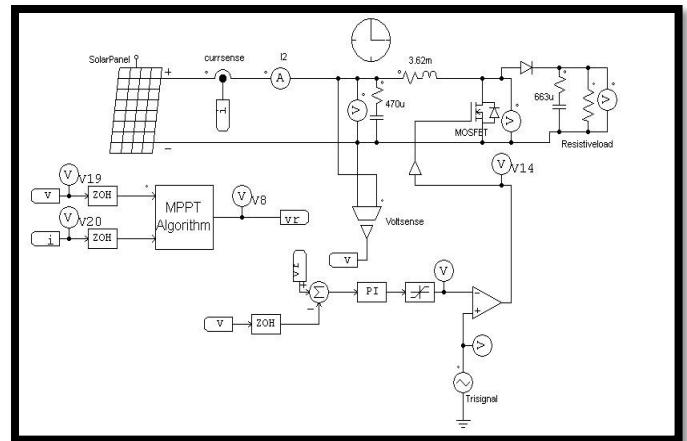 SolarPanel
+
currsense
i
I2
A
3.62m
470u
V
MOSFET
V
663u
V
Resistiveload
-
V
V19
v
ZOH
V
V20
i
ZOH
MPPT
Algorithm
V
V8
vr
Voltsense
v
V
V14
vr
+
Σ
-
PI
V
-
+
v
ZOH
V
Trisignal